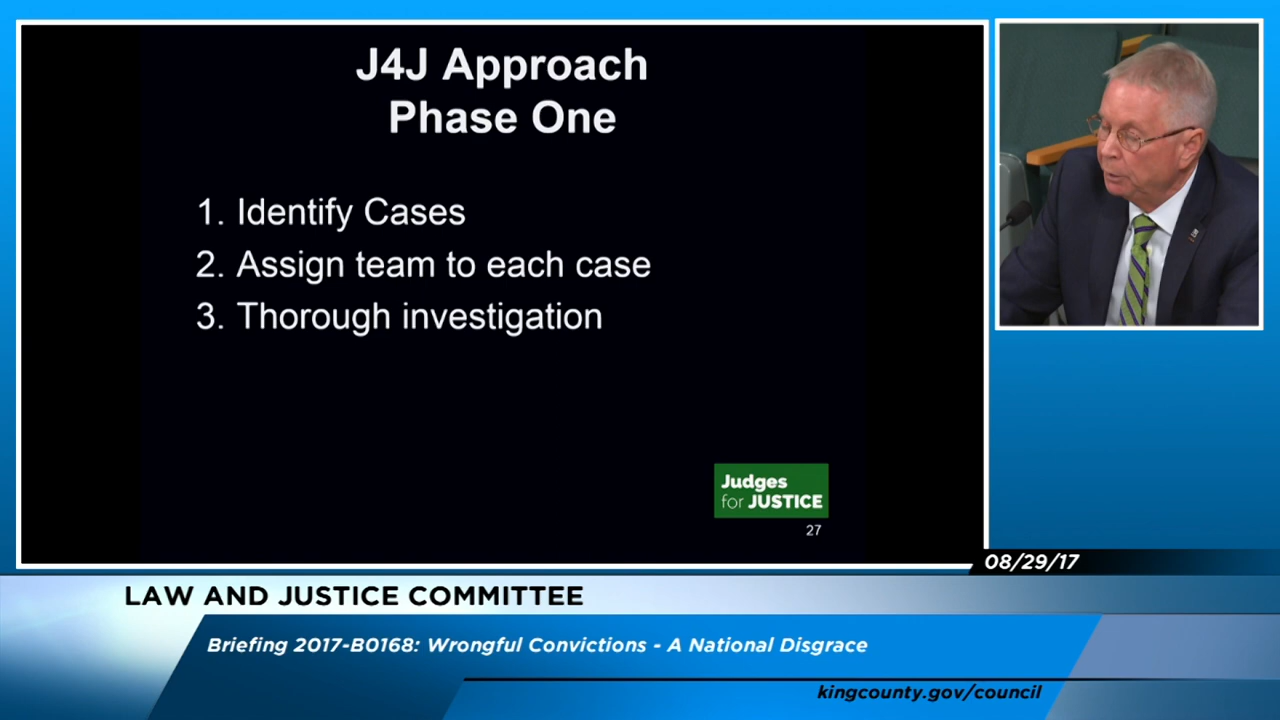 J4J Approach
Phase One
1. Identify Cases
2. Assign team to each case
3. Thorough investigation
Judges
for JUSTICE
27
08/29/17
LAW AND JUSTICE COMMITTEE
Briefing 2017-B0168: Wrongful Convictions - A National Disgrace
kingcounty.gov/council